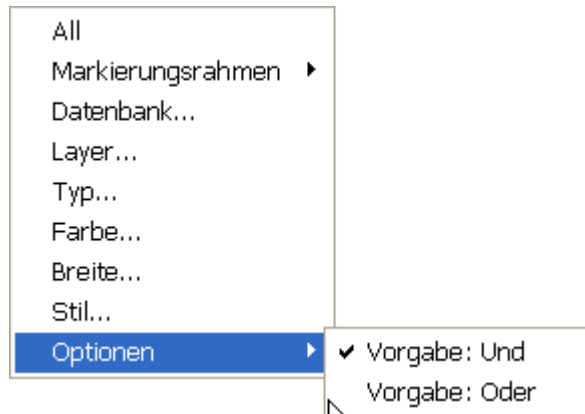 All
Markierungsrahmen
Datenbank...
Layer...
Typ...
Farbe...
Breite...
Stil...
Optionen
Vorgabe: Und
Vorgabe: Oder